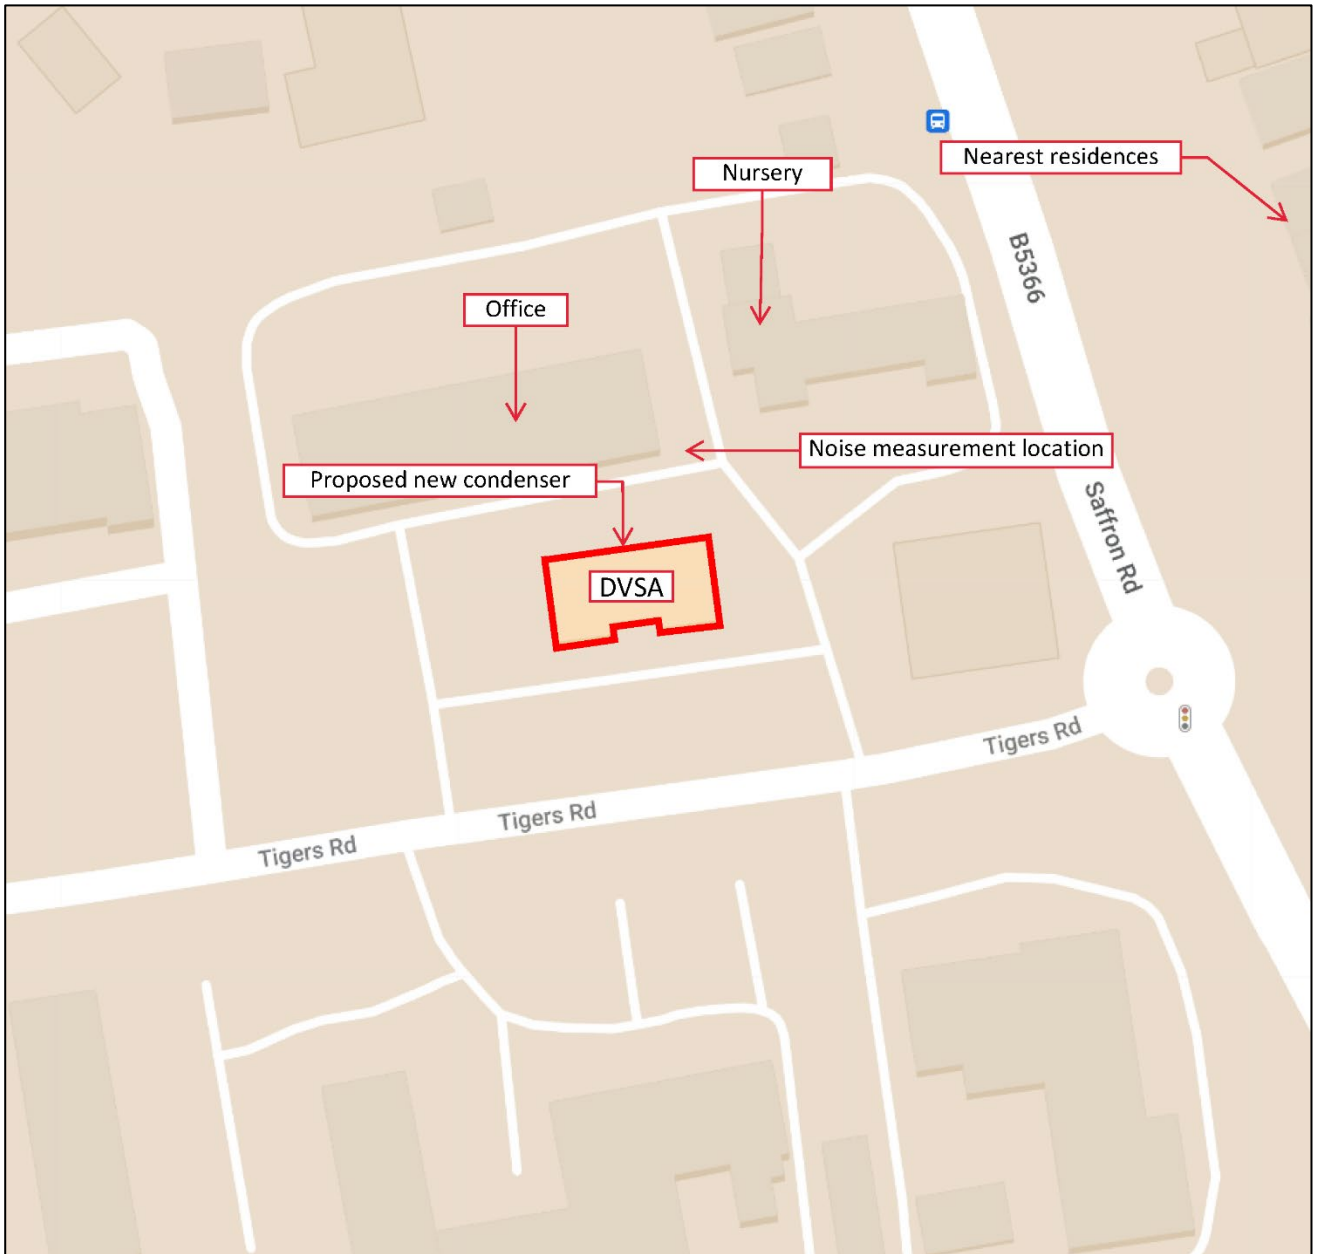 Nearest residences
Nursery
B5366
Office
Noise measurement location
Proposed new condenser
Saffron Rd
DVSA
Tigers Rd
Tigers Rd
Tigers Rd